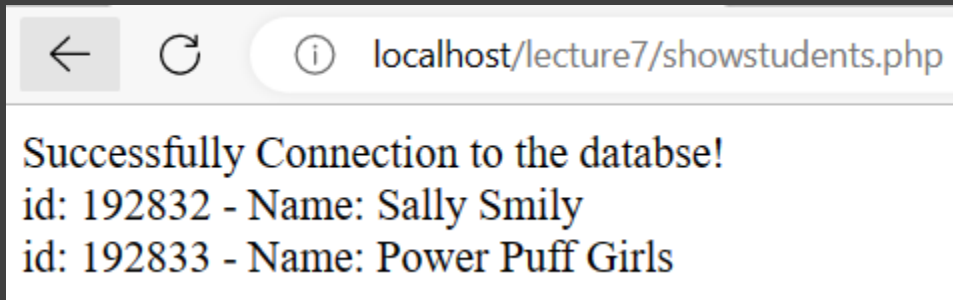 localhost/lecture7/showstudents.php
Successfully Connection to the databse!
id: 192832 - Name: Sally Smily
id: 192833 - Name: Power Puff Girls